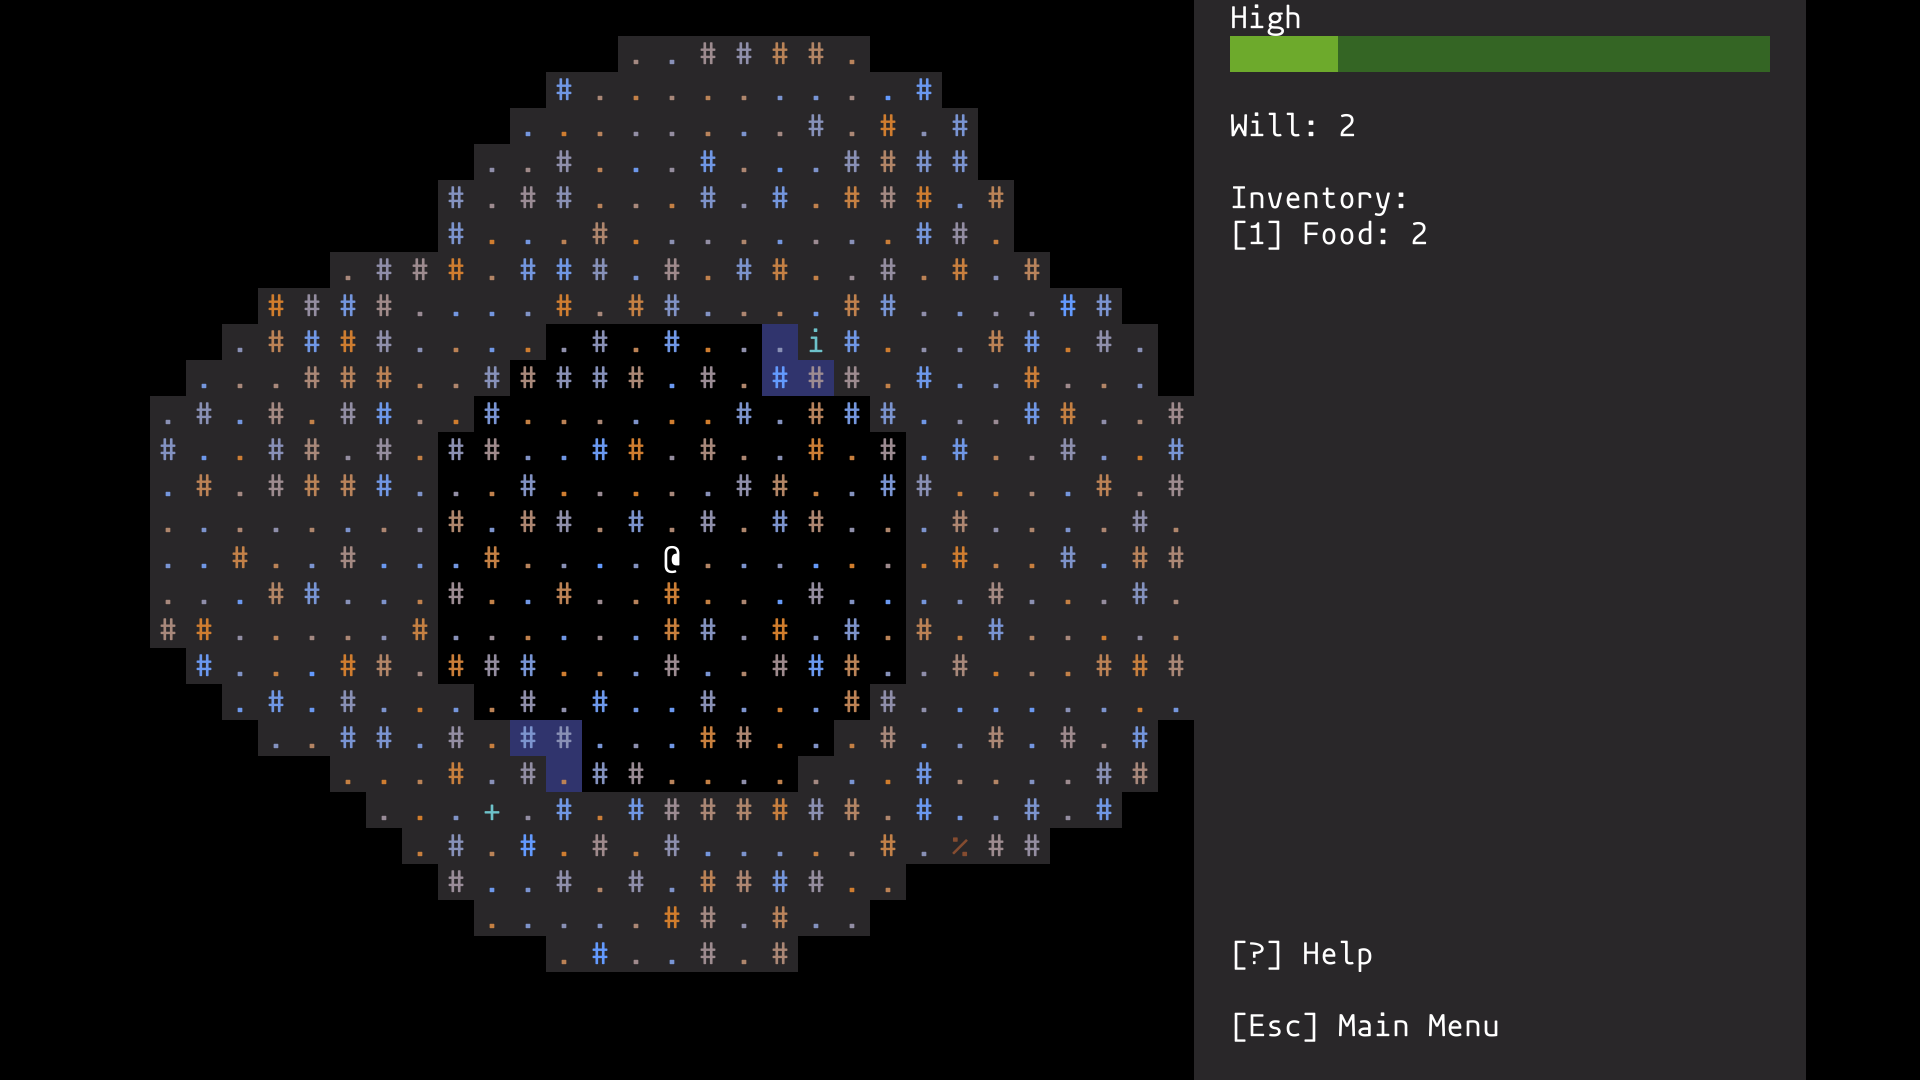 High
Will: 2
Inventory:
[1] Food: 2
[?] Help
[Esc] Main Menu